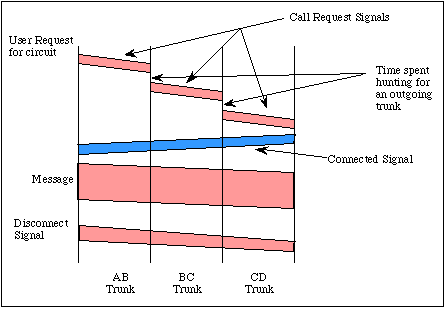 Call Request Signals
User Request
for circuit
Time spent
hunting for
an outgoing
trunk
Connected Signal
Message
Disconnect
Signal
AB
Trunk
BC
Trunk
CD
Trunk